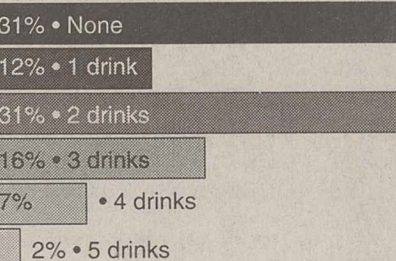 31% • None
12% • 1 drink
31% • 2 drinks
16% • 3 drinks
7% • 4 drinks
2% • 5 drinks